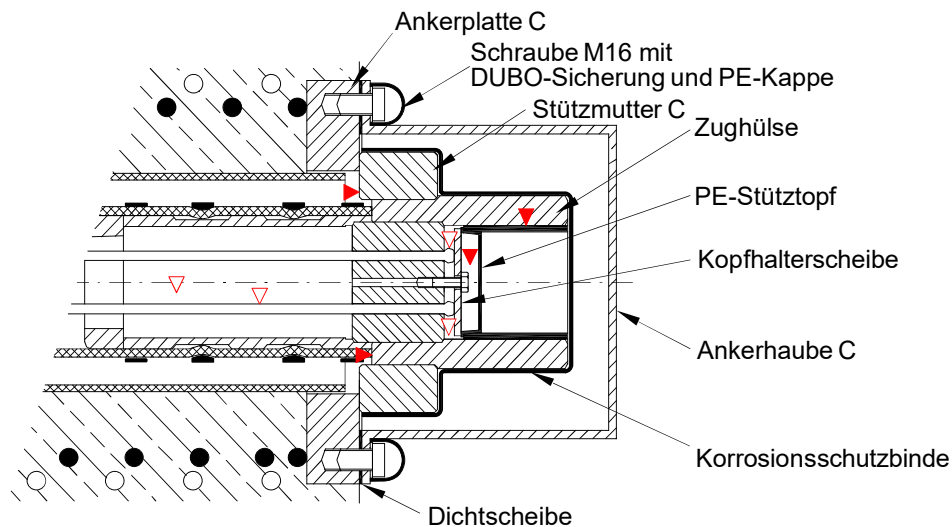 Ankerplatte C
Schraube M16 mit
DUBO-Sicherung und PE-Kappe
Stützmutter C
Zughülse
PE-Stütztopf
Kopfhalterscheibe
Ankerhaube C
Korrosionsschutzbinde
Dichtscheibe